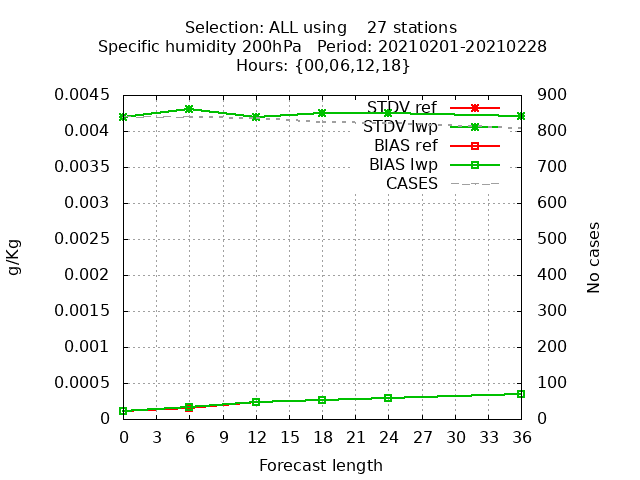 Selection: ALL using    27 stations
Specific humidity 200hPa   Period: 20210201-20210228
Hours: {00,06,12,18}
0.0045
0.004
0.0035
0.003
0.0025
0.002
0.0015
0.001
0.0005
0
900
800
700
600
500
400
300
200
100
0
g/Kg
No cases
STDV ref
STDV lwp
BIAS ref
BIAS lwp
CASES
0 3 6 9 12 15 18 21 24 27 30 33 36
Forecast length